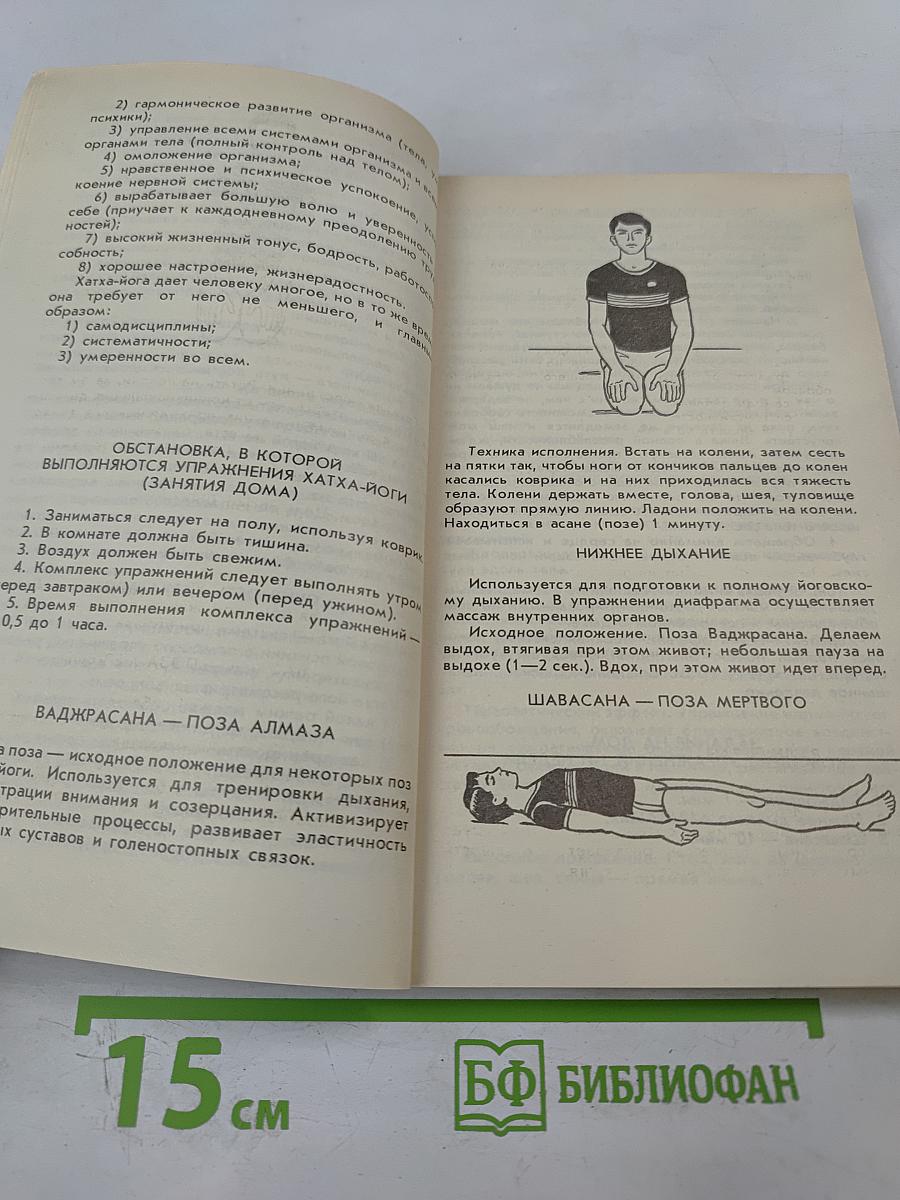 2) гармоническое развитие организма (тела,
психики);
3) управление всеми системами организма и
органами тела (полный контроль над телом);
4) омоложение организма;
5) нравственное и психическое успокоение,
коение нервной системы;
6) вырабатывает большую волю и уверенность
себе (приучает к каждодневному преодолению
ностей);
7) высокий жизненный тонус, бодрость,
собность;
8) хорошее настроение, жизнерадостность.
Хатха-йога дает человеку многое, но в то же
она требует от него не меньшего, и
образом:
1) самодисциплины;
2) систематичности;
3) умеренности во всем.
ОБСТАНОВКА, В КОТОРОЙ
ВЫПОЛНЯЮТСЯ УПРАЖНЕНИЯ ХАТХА-ЙОГИ
(ЗАНЯТИЯ ДОМА)
1. Заниматься следует на полу, используя коврик.
2. В комнате должна быть тишина.
3. Воздух должен быть свежим.
4. Комплекс упражнений следует выполнять утром
еред завтраком) или вечером (перед ужином).
5. Время выполнения комплекса упражнений —
0,5 до 1 часа.
ВАДЖРАСАНА — ПОЗА АЛМАЗА
а поза — исходное положение для некоторых поз
йоги. Используется для тренировки дыхания,
трации внимания и созерцания. Активизирует
рительные процессы, развивает эластичность
ых суставов и голеностопных связок.
Техника исполнения. Встать на колени, затем сесть
на пятки так, чтобы ноги от кончиков пальцев до колен
касались коврика и на них приходилась вся тяжесть
тела. Колени держать вместе, голова, шея, туловище
образуют прямую линию. Ладони положить на колени.
Находиться в асане (позе) 1 минуту.
НИЖНЕЕ ДЫХАНИЕ
Используется для подготовки к полному йоговско-
му дыханию. В упражнении диафрагма осуществляет
массаж внутренних органов.
Исходное положение. Поза Ваджрасана. Делаем
выдох, втягивая при этом живот; небольшая пауза на
выдохе (1—2 сек.). Вдох, при этом живот идет вперед.
ШАВАСАНА — ПОЗА МЕРТВОГО
15 см
БФ БИБЛИОФАН